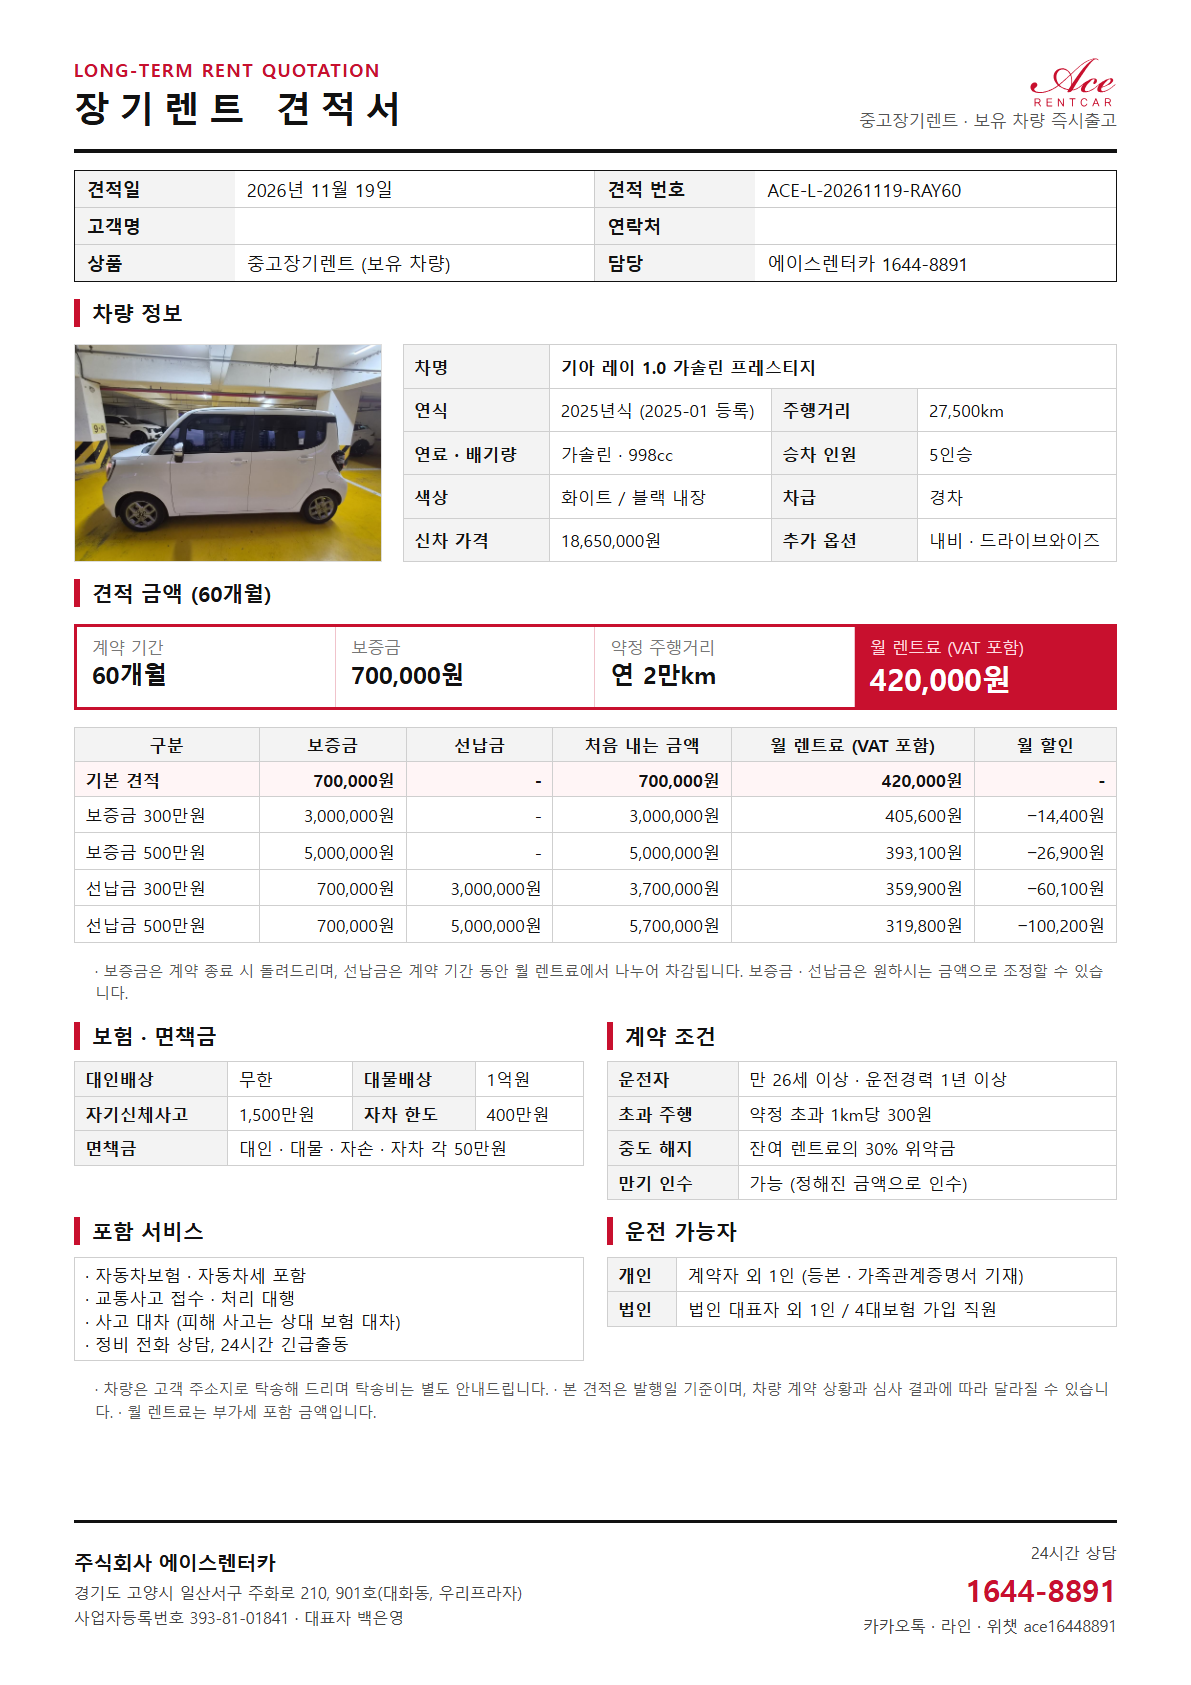 LONG-TERM RENT QUOTATION
장기렌트 견적서
Ace
RENTCAR
중고장기렌트 · 보유 차량 즉시출고
견적일 2026년 11월 19일 견적 번호 ACE-L-20261119-RAY60
고객명 연락처
상품 중고장기렌트 (보유 차량) 담당 에이스렌터카 1644-8891
차량 정보
9-A
차명 기아 레이 1.0 가솔린 프레스티지
연식 2025년식 (2025-01 등록) 주행거리 27,500km
연료 · 배기량 가솔린 · 998cc 승차 인원 5인승
색상 화이트 / 블랙 내장 차급 경차
신차 가격 18,650,000원 추가 옵션 내비 · 드라이브와이즈
견적 금액 (60개월)
계약 기간 보증금 약정 주행거리 월 렌트료 (VAT 포함)
60개월 700,000원 연 2만km 420,000원
구분 보증금 선납금 처음 내는 금액 월 렌트료 (VAT 포함) 월 할인
기본 견적 700,000원 - 700,000원 420,000원 -
보증금 300만원 3,000,000원 - 3,000,000원 405,600원 −14,400원
보증금 500만원 5,000,000원 - 5,000,000원 393,100원 −26,900원
선납금 300만원 700,000원 3,000,000원 3,700,000원 359,900원 −60,100원
선납금 500만원 700,000원 5,000,000원 5,700,000원 319,800원 −100,200원
· 보증금은 계약 종료 시 돌려드리며, 선납금은 계약 기간 동안 월 렌트료에서 나누어 차감됩니다. 보증금 · 선납금은 원하시는 금액으로 조정할 수 있습
니다.
보험 · 면책금
대인배상 무한 대물배상 1억원
자기신체사고 1,500만원 자차 한도 400만원
면책금 대인 · 대물 · 자손 · 자차 각 50만원
계약 조건
운전자 만 26세 이상 · 운전경력 1년 이상
초과 주행 약정 초과 1km당 300원
중도 해지 잔여 렌트료의 30% 위약금
만기 인수 가능 (정해진 금액으로 인수)
포함 서비스
· 자동차보험 · 자동차세 포함
· 교통사고 접수 · 처리 대행
· 사고 대차 (피해 사고는 상대 보험 대차)
· 정비 전화 상담, 24시간 긴급출동
운전 가능자
개인 계약자 외 1인 (등본 · 가족관계증명서 기재)
법인 법인 대표자 외 1인 / 4대보험 가입 직원
· 차량은 고객 주소지로 탁송해 드리며 탁송비는 별도 안내드립니다. · 본 견적은 발행일 기준이며, 차량 계약 상황과 심사 결과에 따라 달라질 수 있습니
다. · 월 렌트료는 부가세 포함 금액입니다.
주식회사 에이스렌터카
경기도 고양시 일산서구 주화로 210, 901호(대화동, 우리프라자)
사업자등록번호 393-81-01841 · 대표자 백은영
24시간 상담
1644-8891
카카오톡 · 라인 · 위챗 ace16448891